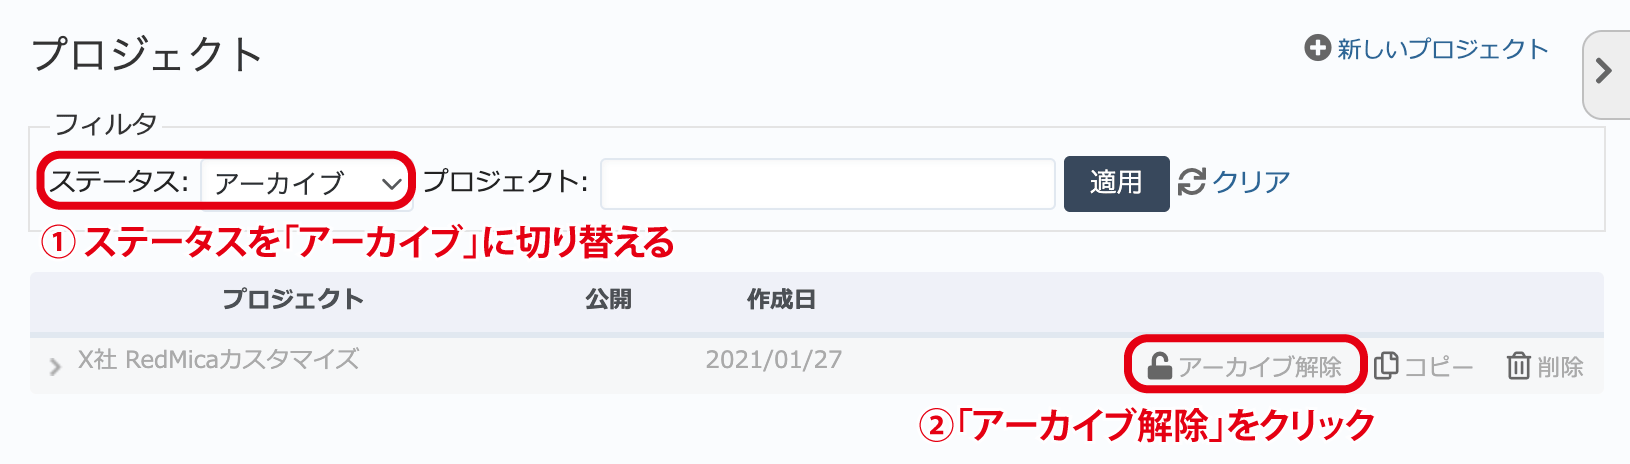 プロジェクト
新しいプロジェクト
フィルタ
ステータス: アーカイブ プロジェクト: 適用 クリア
① ステータスを「アーカイブ」に切り替える
プロジェクト 公開 作成日
X社 RedMicaカスタマイズ 2021/01/27 アーカイブ解除 コピー 削除
②「アーカイブ解除」をクリック